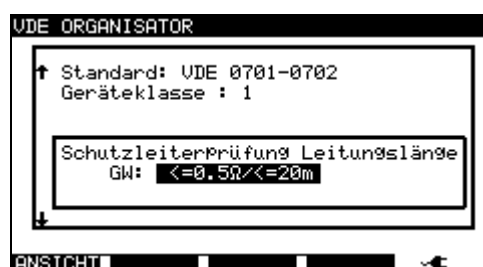 VDE ORGANISATOR
Standard: VDE 0701-0702
Geräteklasse : 1
Schutzleiterprüfung Leitungslänge
GW: <=0.5Ω/<=20m
ANSICHT